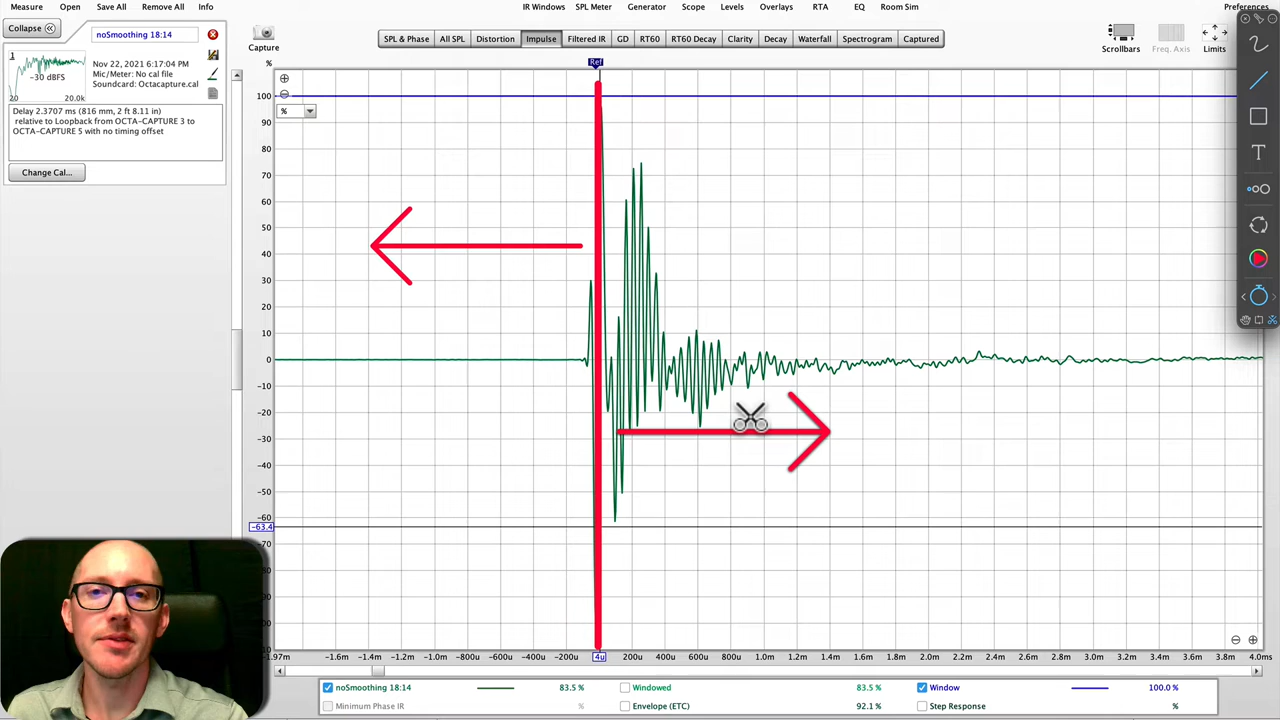 Measure Open Save All Remove All Info IR Windows SPL Meter Generator Scope Levels Overlays RTA EQ Room Sim Preferences
Collapse noSmoothing 18:14
Capture
SPL & Phase All SPL Distortion Impulse Filtered IR GD RT60 RT60 Decay Clarity Decay Waterfall Spectrogram Captured
Scrollbars Freq. Axis Limits
1
-30 dBFS
20 20.0k
Nov 22, 2021 6:17:04 PM
Mic/Meter: No cal file
Soundcard: Octacapture.cal
Delay 2.3707 ms (816 mm, 2 ft 8.11 in)
relative to Loopback from OCTA-CAPTURE 3 to
OCTA-CAPTURE 5 with no timing offset
Change Cal...
%
Ref
%
T
100
90
80
70
60
50
40
30
20
10
0
-10
-20
-30
-40
-50
-60
-63.4
-70
-80
-1.6m -1.4m -1.2m -1.0m -800u -600u -400u -200u 4u 200u 400u 600u 800u 1.0m 1.2m 1.4m 1.6m 1.8m 2.0m 2.2m 2.4m 2.6m 2.8m 3.0m 3.2m 3.4m 3.6m 3.8m 4.0ms
noSmoothing 18:14 83.5 % Windowed 83.5 % Window 100.0 %
Minimum Phase IR % Envelope (ETC) 92.1 % Step Response %